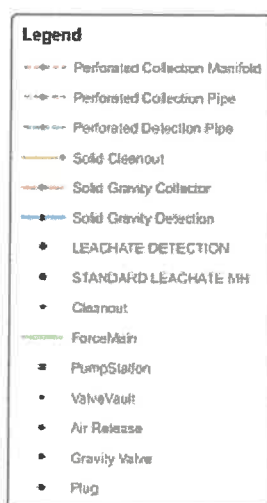 Legend
Perforated Collection Manifold
Perforated Collection Pipe
Perforated Detection Pipe
Solid Cleanout
Solid Gravity Collector
Solid Gravity Detection
LEACHATE DETECTION
STANDARD LEACHATE MH
Cleanout
ForceMain
PumpStation
ValveVault
Air Release
Gravity Valve
Plug